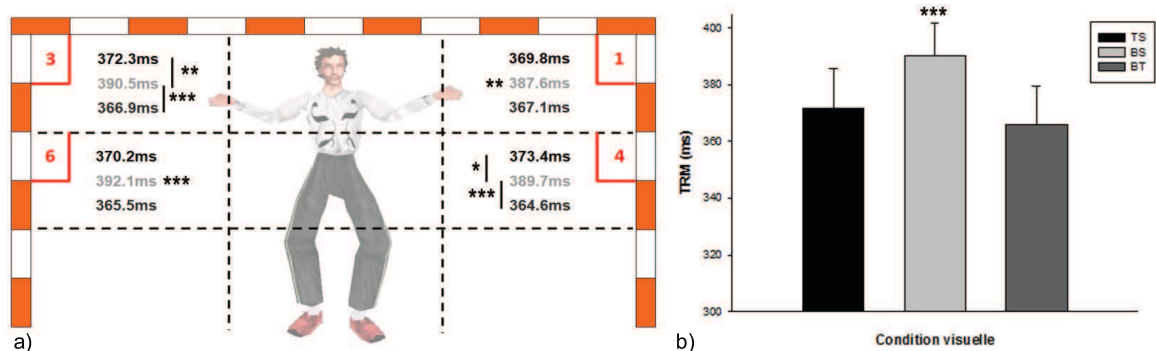 3
372.3ms
390.5ms
366.9ms
**
***
369.8ms
** 387.6ms
367.1ms
1
6
370.2ms
392.1ms ***
365.5ms
373.4ms
389.7ms
364.6ms
*
***
4
a)
***
400
380
360
340
320
300
TRM (ms)
TS
BS
BT
Condition visuelle
b)